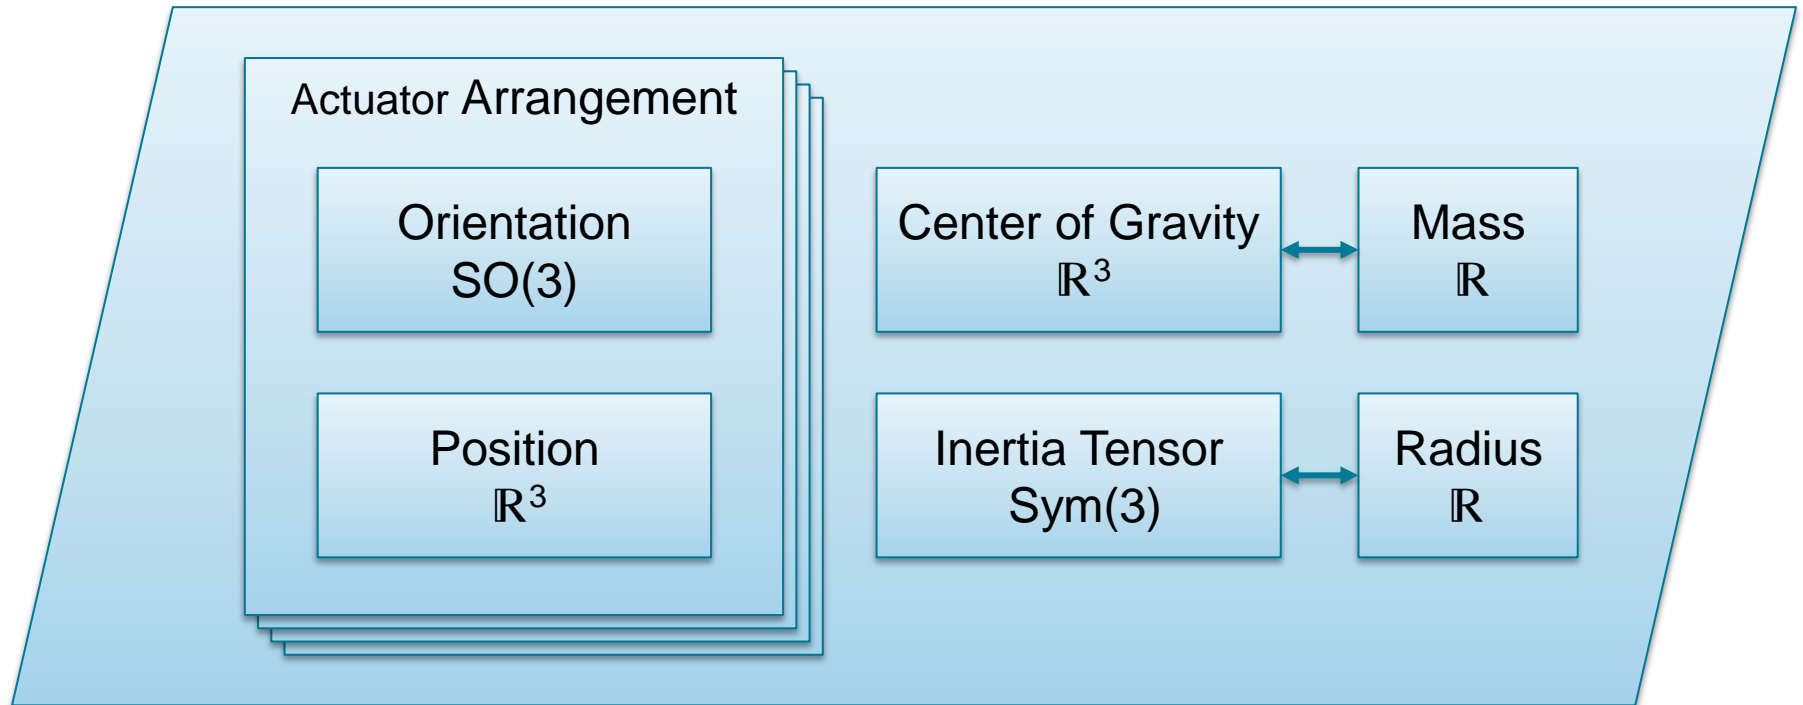 Actuator Arrangement
Orientation
SO(3)
Position
ℝ³
Center of Gravity
ℝ³
Mass
ℝ
Inertia Tensor
Sym(3)
Radius
ℝ